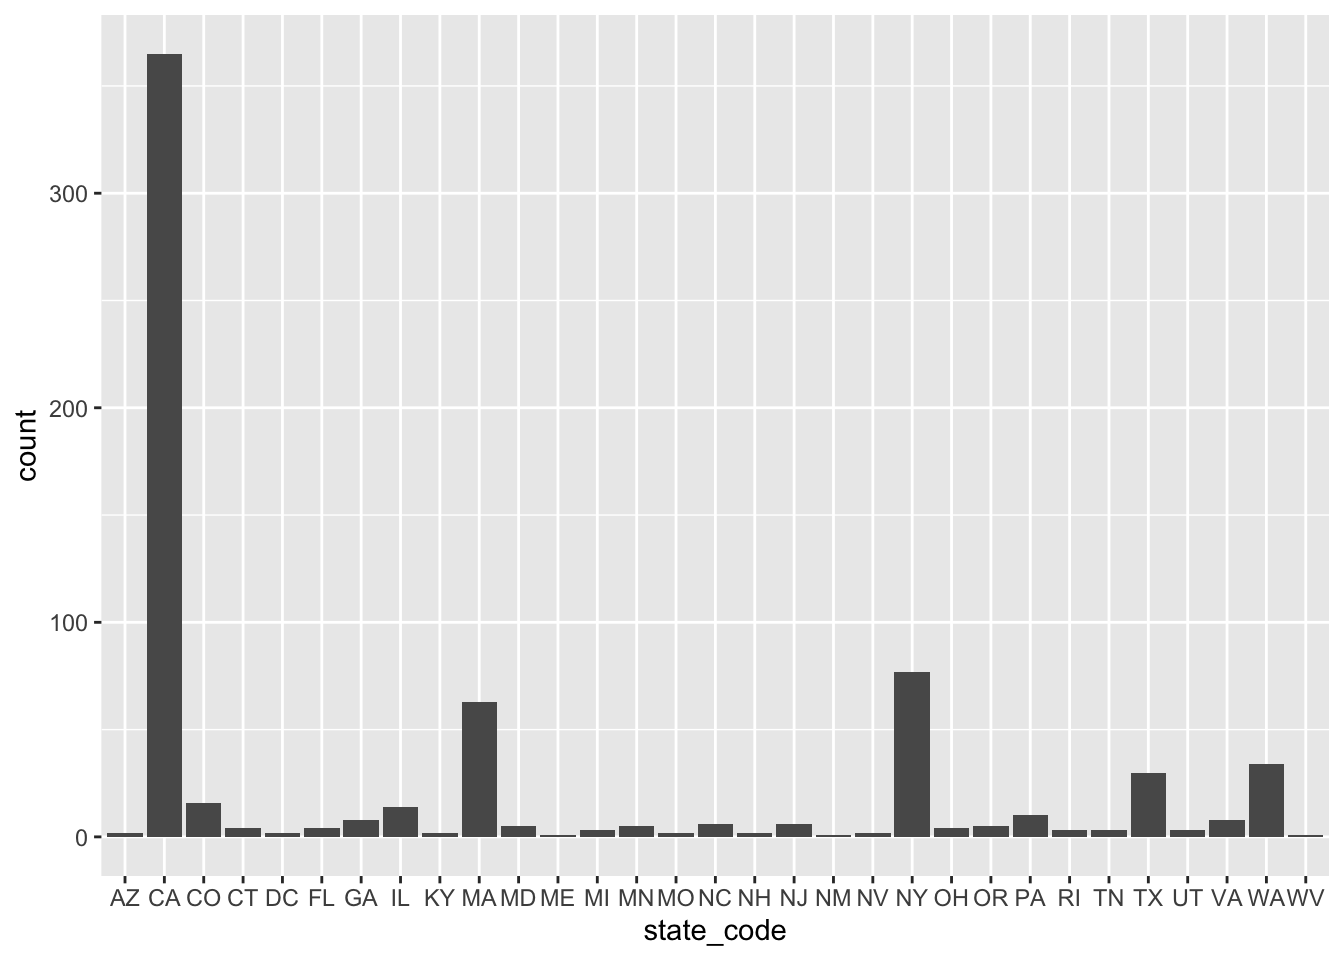 count
300
200
100
0
AZ CA CO CT DC FL GA IL KY MA MD ME MI MN MO NC NH NJ NM NV NY OH OR PA RI TN TX UT VA WA WV
state_code